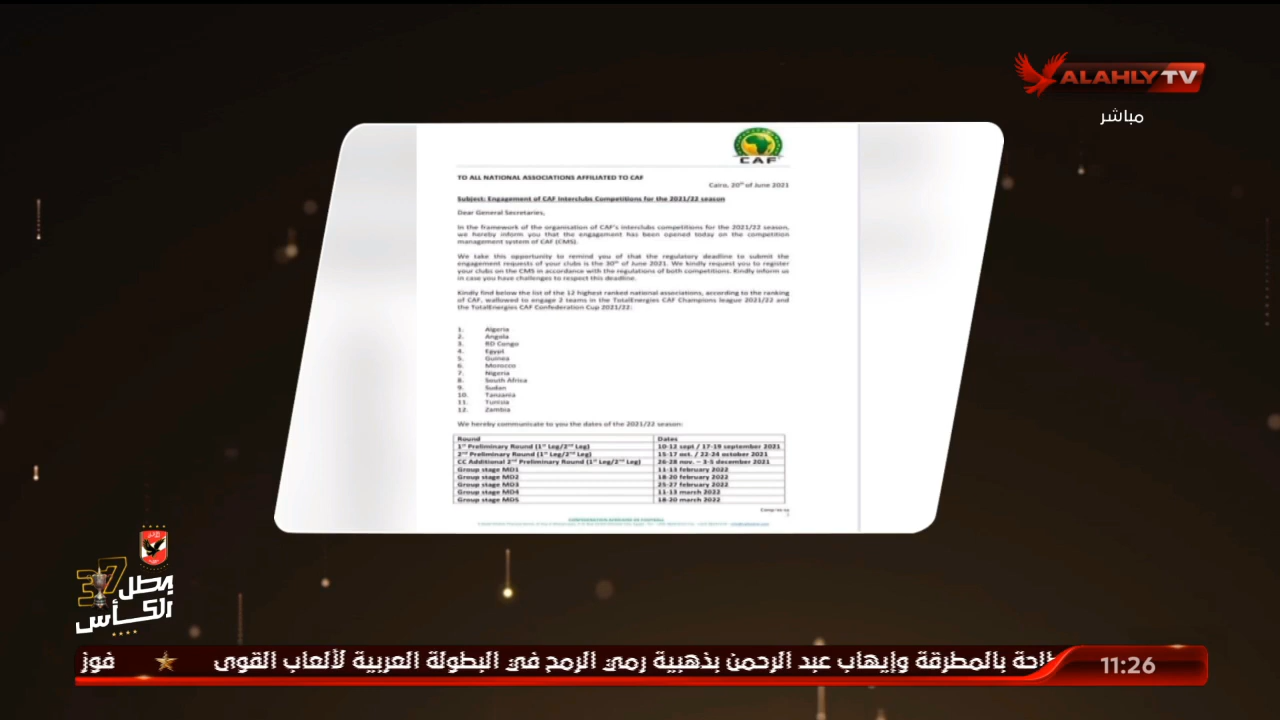 ALAHLY TV
مباشر
CAF
TO ALL NATIONAL ASSOCIATIONS AFFILIATED TO CAF
Cairo, 20th of June 2021
Subject: Engagement of CAF Interclubs Competitions for the 2021/22 season
Dear General Secretaries,
In the framework of the organisation of CAF's interclubs competitions for the 2021/22 season,
we hereby inform you that the engagement has been opened today on the competition
management system of CAF (CMS).
We take this opportunity to remind you of that the regulatory deadline to submit the
engagement requests of your clubs is the 30th of June 2021. We kindly request you to register
your clubs on the CMS in accordance with the regulations of both competitions. Kindly inform us
in case you have challenges to respect this deadline.
Kindly find below the list of the 12 highest ranked national associations, according to the ranking
of CAF, wallowed to engage 2 teams in the TotalEnergies CAF Champions league 2021/22 and
the TotalEnergies CAF Confederation Cup 2021/22:
1. Algeria
2. Angola
3. RD Congo
4. Egypt
5. Guinea
6. Morocco
7. Nigeria
8. South Africa
9. Sudan
10. Tanzania
11. Tunisia
12. Zambia
We hereby communicate to you the dates of the 2021/22 season:
Round Dates
1st Preliminary Round (1st Leg/2nd Leg) 10-12 sept / 17-19 september 2021
2nd Preliminary Round (1st Leg/2nd Leg) 15-17 oct. / 22-24 october 2021
CC Additional 2nd Preliminary Round (1st Leg/2nd Leg) 26-28 nov. – 3-5 december 2021
Group stage MD1 11-13 february 2022
Group stage MD2 18-20 february 2022
Group stage MD3 25-27 february 2022
Group stage MD4 11-13 march 2022
Group stage MD5 18-20 march 2022
CONFEDERATION AFRICAINE DE FOOTBALL
37
بطل
الكأس
طاحة بالمطرقة وإيهاب عبد الرحمن بذهبية رمي الرمح في البطولة العربية لألعاب القوى
فوز
11:26